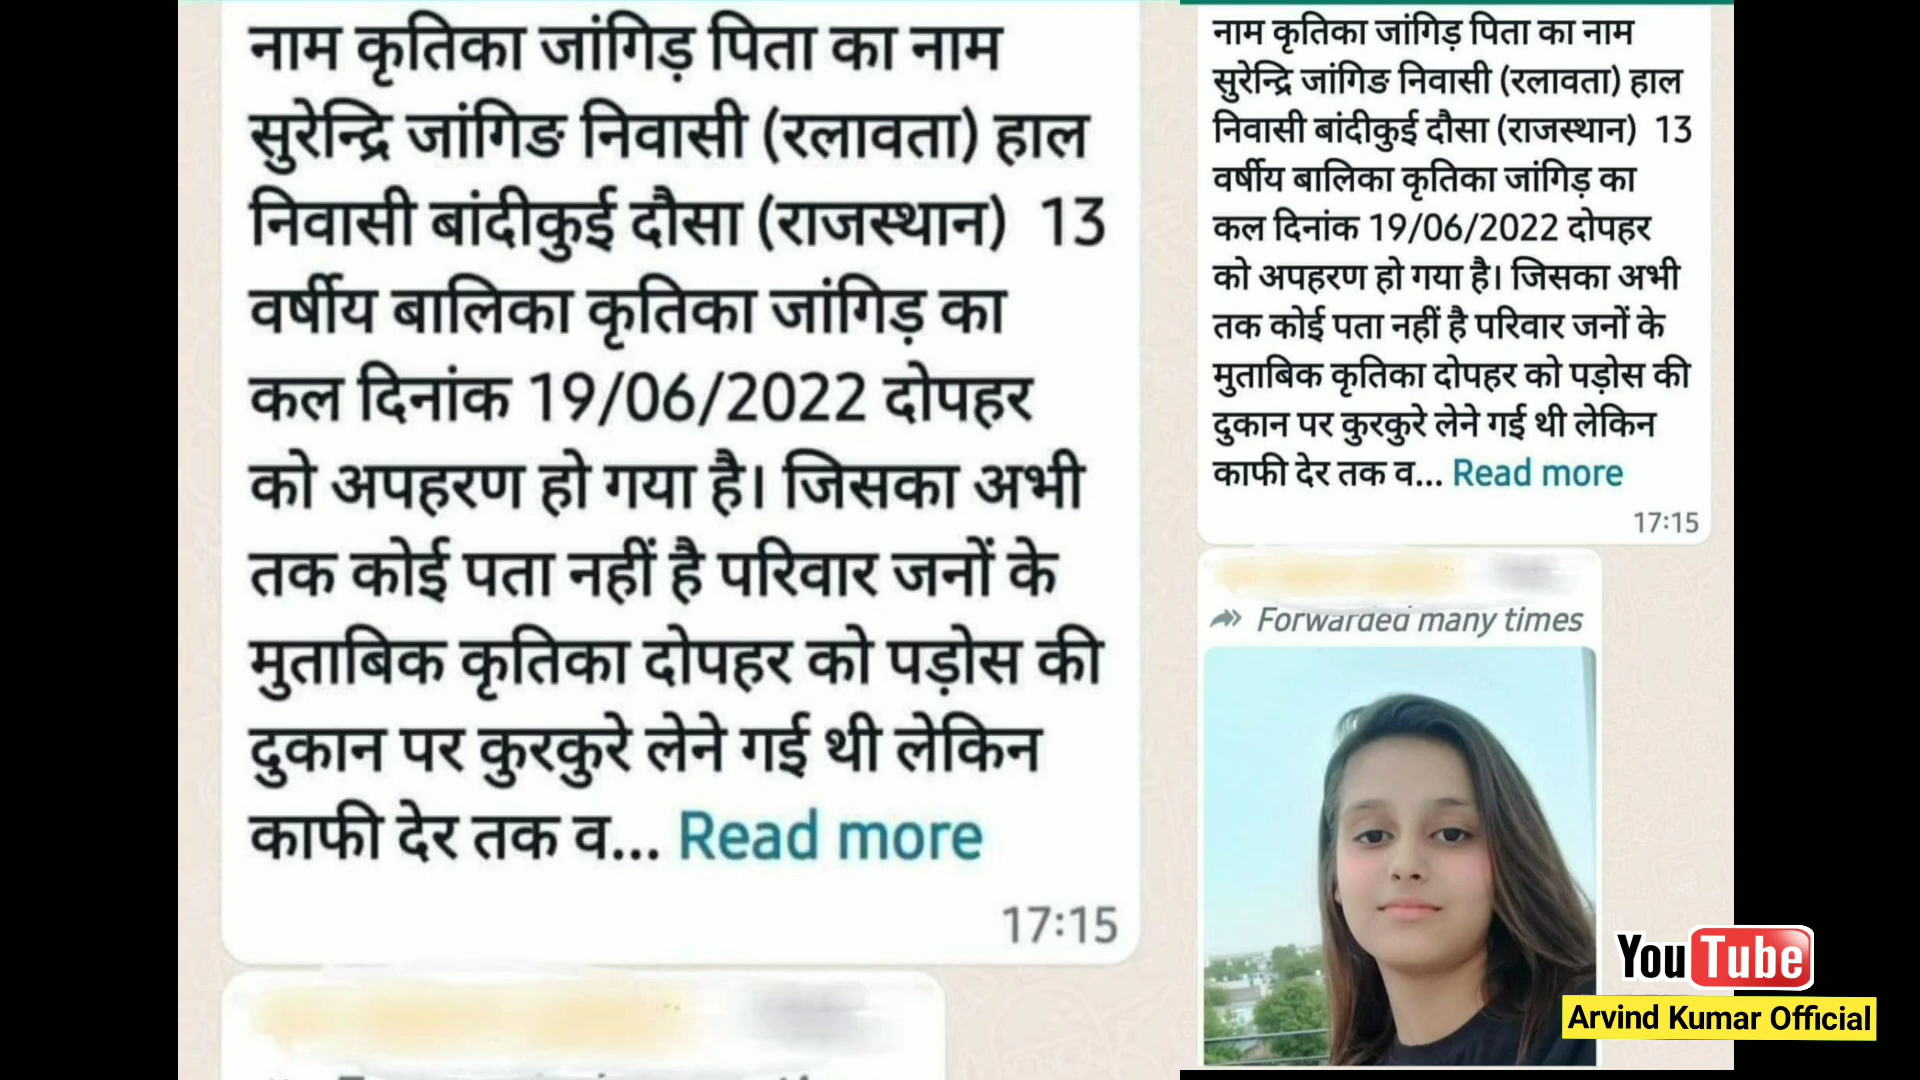 नाम कृतिका जांगिड़ पिता का नाम
सुरेन्द्रि जांगिङ निवासी (रलावता) हाल
निवासी बांदीकुई दौसा (राजस्थान) 13
वर्षीय बालिका कृतिका जांगिड़ का
कल दिनांक 19/06/2022 दोपहर
को अपहरण हो गया है। जिसका अभी
तक कोई पता नहीं है परिवार जनों के
मुताबिक कृतिका दोपहर को पड़ोस की
दुकान पर कुरकुरे लेने गई थी लेकिन
काफी देर तक व... Read more
17:15
नाम कृतिका जांगिड़ पिता का नाम
सुरेन्द्रि जांगिङ निवासी (रलावता) हाल
निवासी बांदीकुई दौसा (राजस्थान) 13
वर्षीय बालिका कृतिका जांगिड़ का
कल दिनांक 19/06/2022 दोपहर
को अपहरण हो गया है। जिसका अभी
तक कोई पता नहीं है परिवार जनों के
मुताबिक कृतिका दोपहर को पड़ोस की
दुकान पर कुरकुरे लेने गई थी लेकिन
काफी देर तक व... Read more
17:15
Forwarded many times
YouTube
Arvind Kumar Official